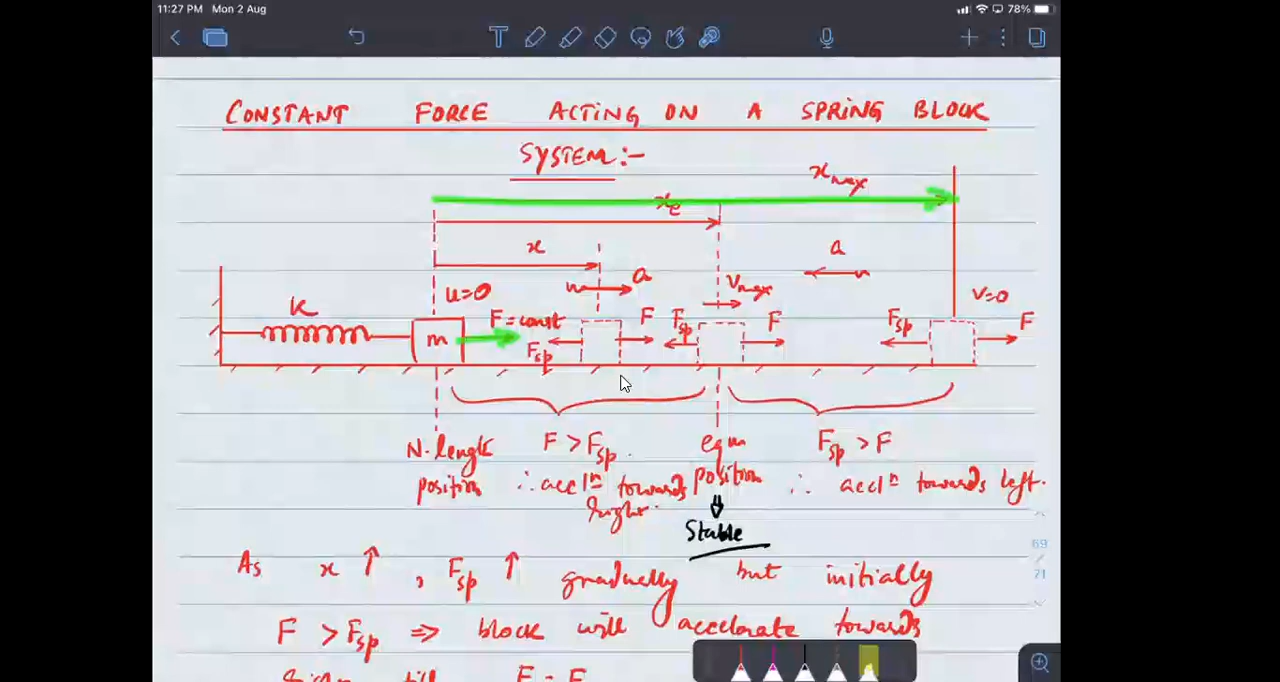 11:27 PM Mon 2 Aug
78%
T
CONSTANT FORCE ACTING ON A SPRING BLOCK
SYSTEM :-
xmax
xe
x
a
a
u=0
vmax
v=0
K
F = const
F
Fsp
F
Fsp
F
m
Fsp
N. length
position
F > Fsp.
∴ accln towards
right.
eqm
position
Fsp > F
∴ accln towards left.
Stable
As x ↑, Fsp ↑ gradually but initially
F > Fsp ⇒ block will accelerate towards
69
71